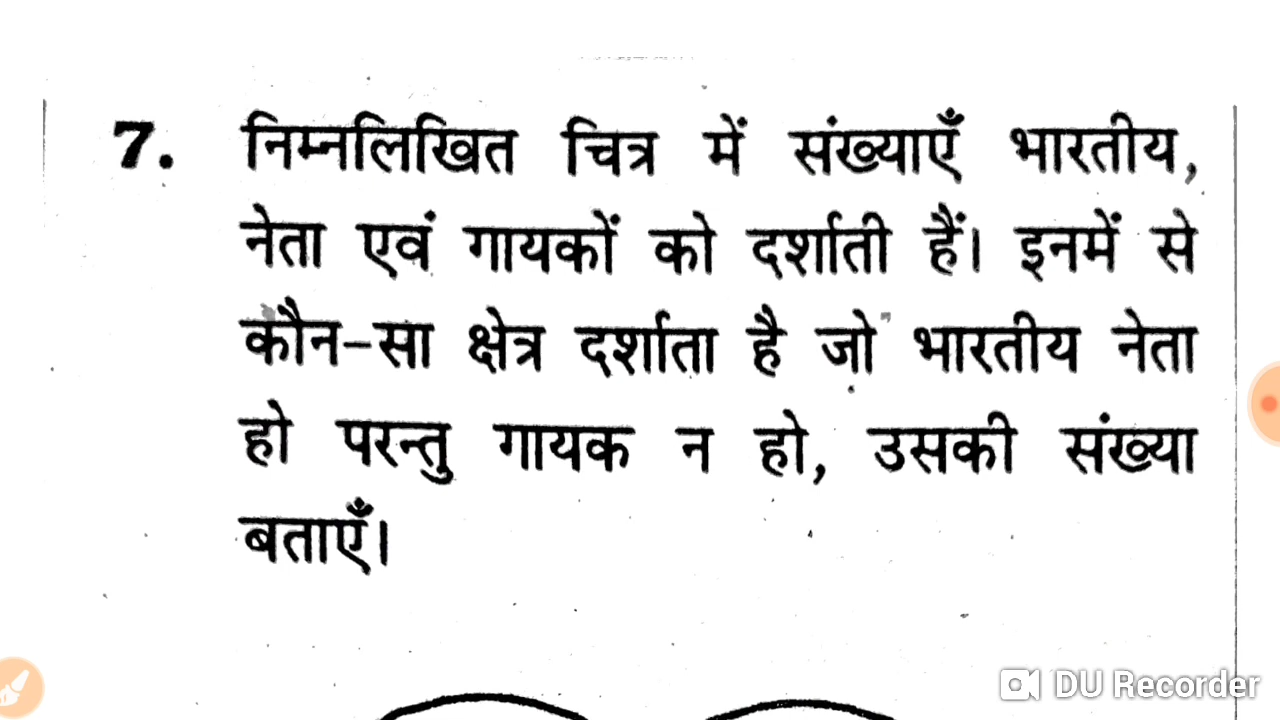 7. निम्नलिखित चित्र में संख्याएँ भारतीय,
नेता एवं गायकों को दर्शाती हैं। इनमें से
कौन-सा क्षेत्र दर्शाता है जो भारतीय नेता
हो परन्तु गायक न हो, उसकी संख्या
बताएँ।
DU Recorder